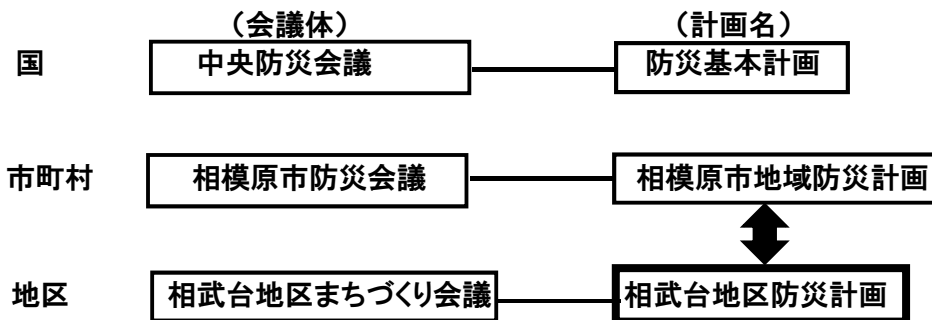 （会議体） （計画名）
国 中央防災会議 防災基本計画
市町村 相模原市防災会議 相模原市地域防災計画
地区 相武台地区まちづくり会議 相武台地区防災計画